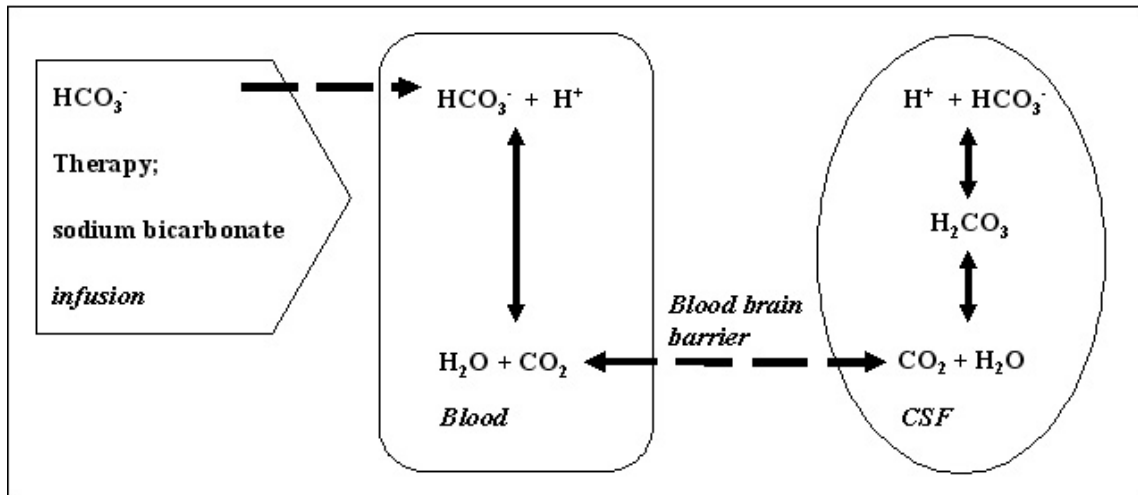 HCO₃⁻
Therapy;
sodium bicarbonate
infusion
HCO₃⁻ + H⁺
H₂O + CO₂
Blood
Blood brain
barrier
H⁺ + HCO₃⁻
H₂CO₃
CO₂ + H₂O
CSF